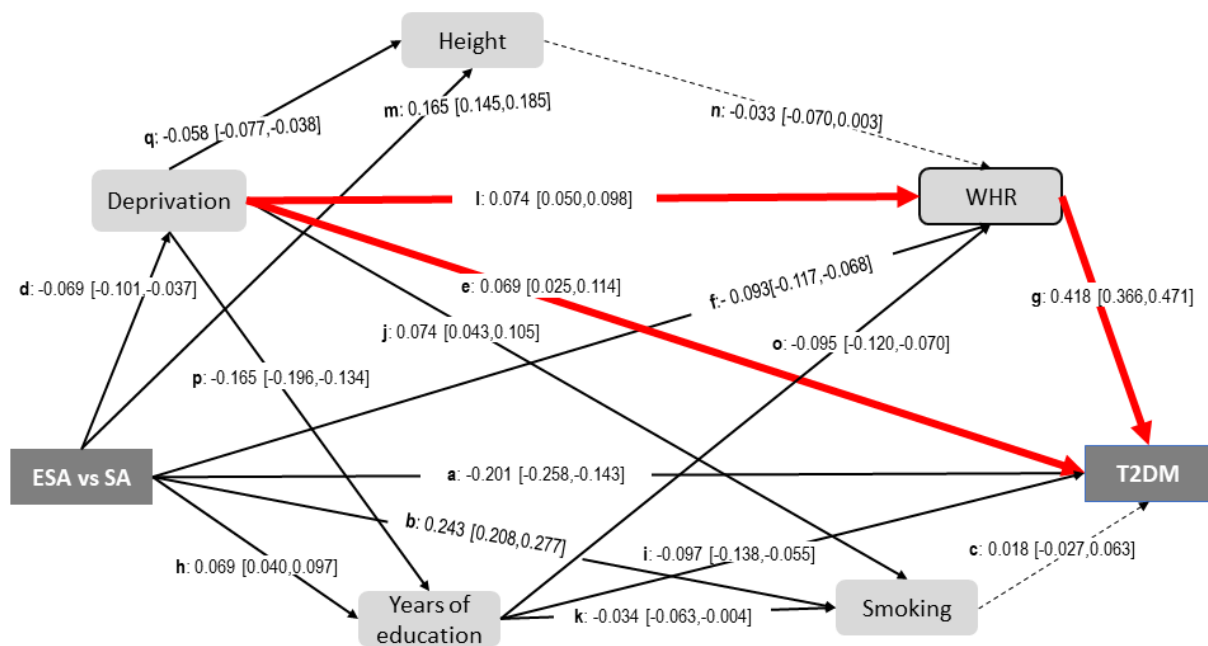 Height
m: 0.165 [0.145,0.185]
q: -0.058 [-0.077,-0.038]
n: -0.033 [-0.070,0.003]
Deprivation
l: 0.074 [0.050,0.098]
WHR
d: -0.069 [-0.101,-0.037]
e: 0.069 [0.025,0.114]
f:- 0.093[-0.117,-0.068]
g: 0.418 [0.366,0.471]
j: 0.074 [0.043,0.105]
o: -0.095 [-0.120,-0.070]
p: -0.165 [-0.196,-0.134]
ESA vs SA
a: -0.201 [-0.258,-0.143]
T2DM
b: 0.243 [0.208,0.277]
h: 0.069 [0.040,0.097]
i: -0.097 [-0.138,-0.055]
c: 0.018 [-0.027,0.063]
Years of
education
k: -0.034 [-0.063,-0.004]
Smoking